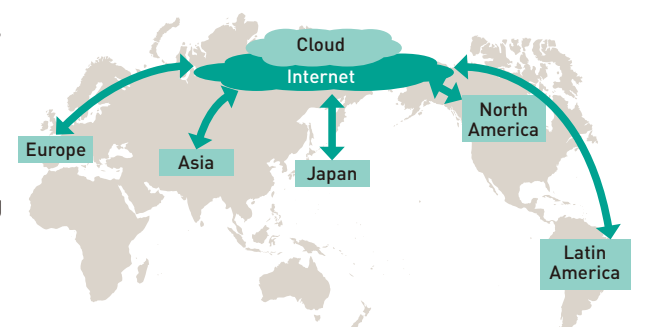 Cloud
Internet
Europe
Asia
Japan
North
America
Latin
America